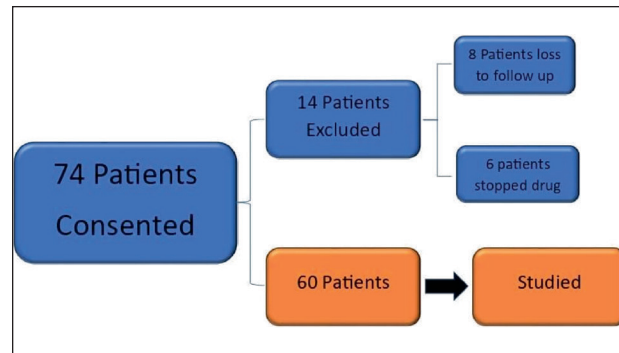 74 Patients
Consented
14 Patients
Excluded
8 Patients loss
to follow up
6 patients
stopped drug
60 Patients
Studied